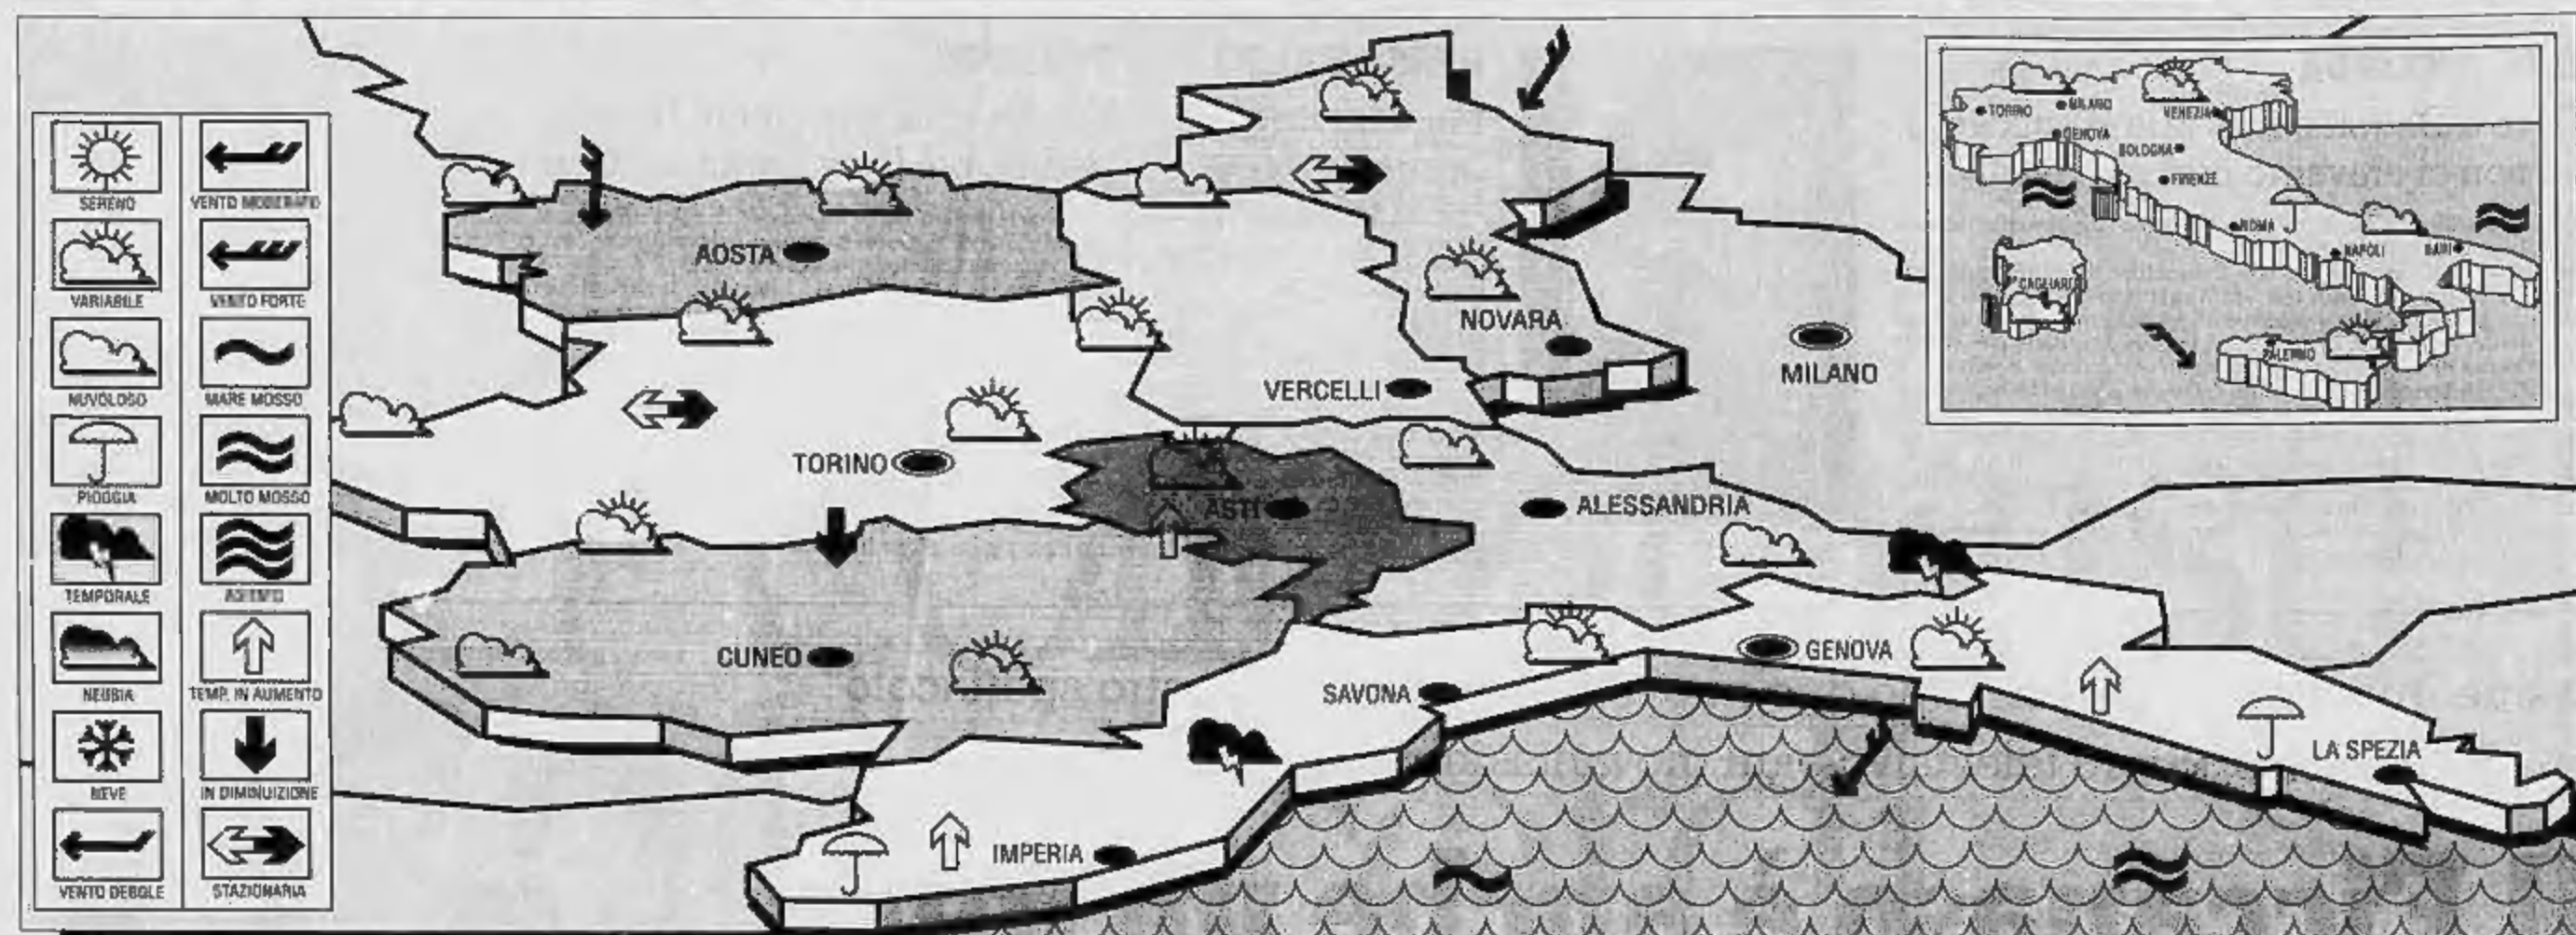 SERENO
VENTO MODERATO
VARIABILE
VENTO FORTE
NUVOLOSO
MARE MOSSO
PIOGGIA
MOLTO MOSSO
TEMPORALE
AGITATO
NEBBIA
TEMP. IN AUMENTO
NEVE
IN DIMINUIZIONE
VENTO DEBOLE
STAZIONARIA
AOSTA
NOVARA
VERCELLI
MILANO
TORINO
ASTI
ALESSANDRIA
CUNEO
GENOVA
SAVONA
LA SPEZIA
IMPERIA
TORINO
MILANO
VENEZIA
GENOVA
BOLOGNA
FIRENZE
ROMA
NAPOLI
BARI
CAGLIARI
PALERMO